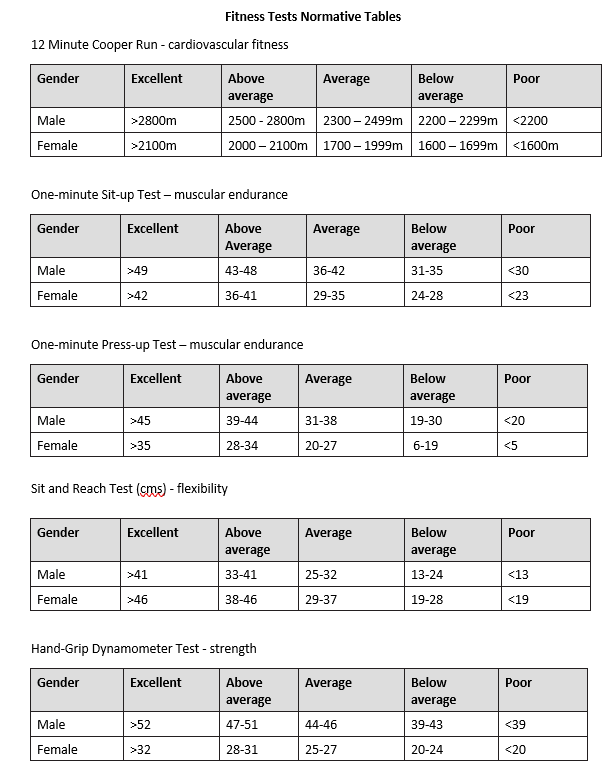 Fitness Tests Normative Tables
12 Minute Cooper Run - cardiovascular fitness
Gender Excellent Above average Average Below average Poor
Male >2800m 2500 - 2800m 2300 – 2499m 2200 – 2299m <2200
Female >2100m 2000 – 2100m 1700 – 1999m 1600 – 1699m <1600m
One-minute Sit-up Test – muscular endurance
Gender Excellent Above Average Average Below average Poor
Male >49 43-48 36-42 31-35 <30
Female >42 36-41 29-35 24-28 <23
One-minute Press-up Test – muscular endurance
Gender Excellent Above average Average Below average Poor
Male >45 39-44 31-38 19-30 <20
Female >35 28-34 20-27 6-19 <5
Sit and Reach Test (cms) - flexibility
Gender Excellent Above average Average Below average Poor
Male >41 33-41 25-32 13-24 <13
Female >46 38-46 29-37 19-28 <19
Hand-Grip Dynamometer Test - strength
Gender Excellent Above average Average Below average Poor
Male >52 47-51 44-46 39-43 <39
Female >32 28-31 25-27 20-24 <20